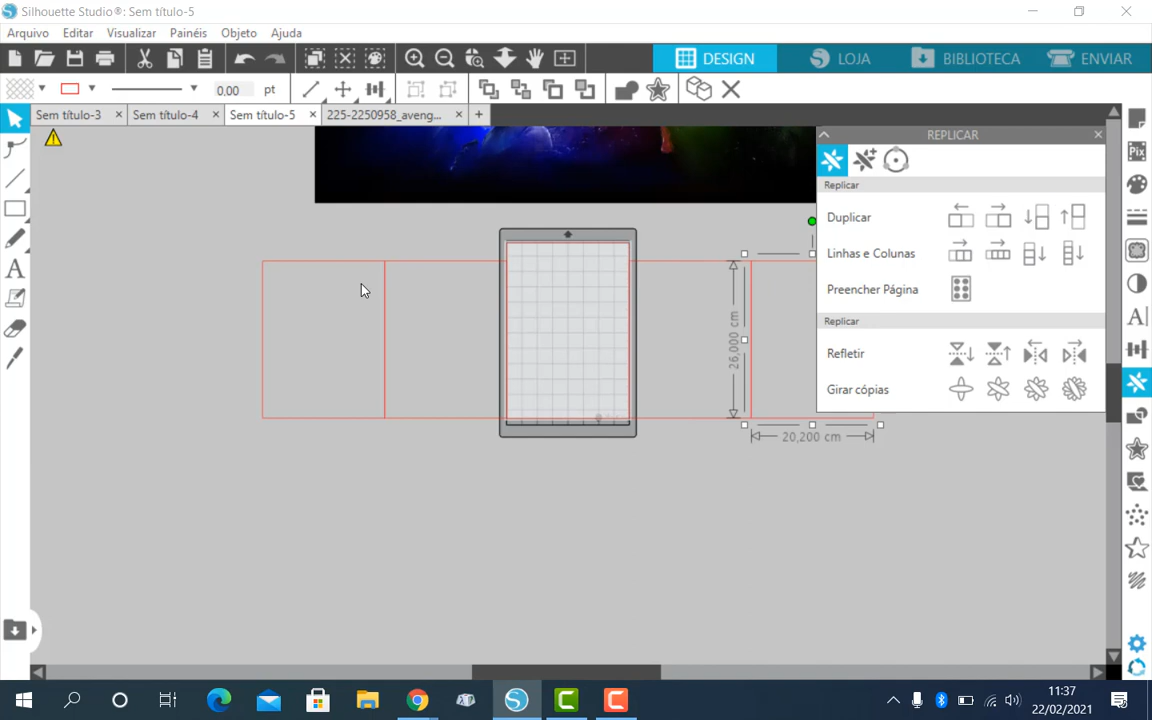 Silhouette Studio®: Sem título-5
Arquivo Editar Visualizar Painéis Objeto Ajuda
DESIGN LOJA BIBLIOTECA ENVIAR
0,00 pt
Sem título-3 Sem título-4 Sem título-5 225-2250958_aveng...
REPLICAR
Replicar
Duplicar
Linhas e Colunas
Preencher Página
Replicar
Refletir
Girar cópias
26,000 cm
20,200 cm
11:37
22/02/2021